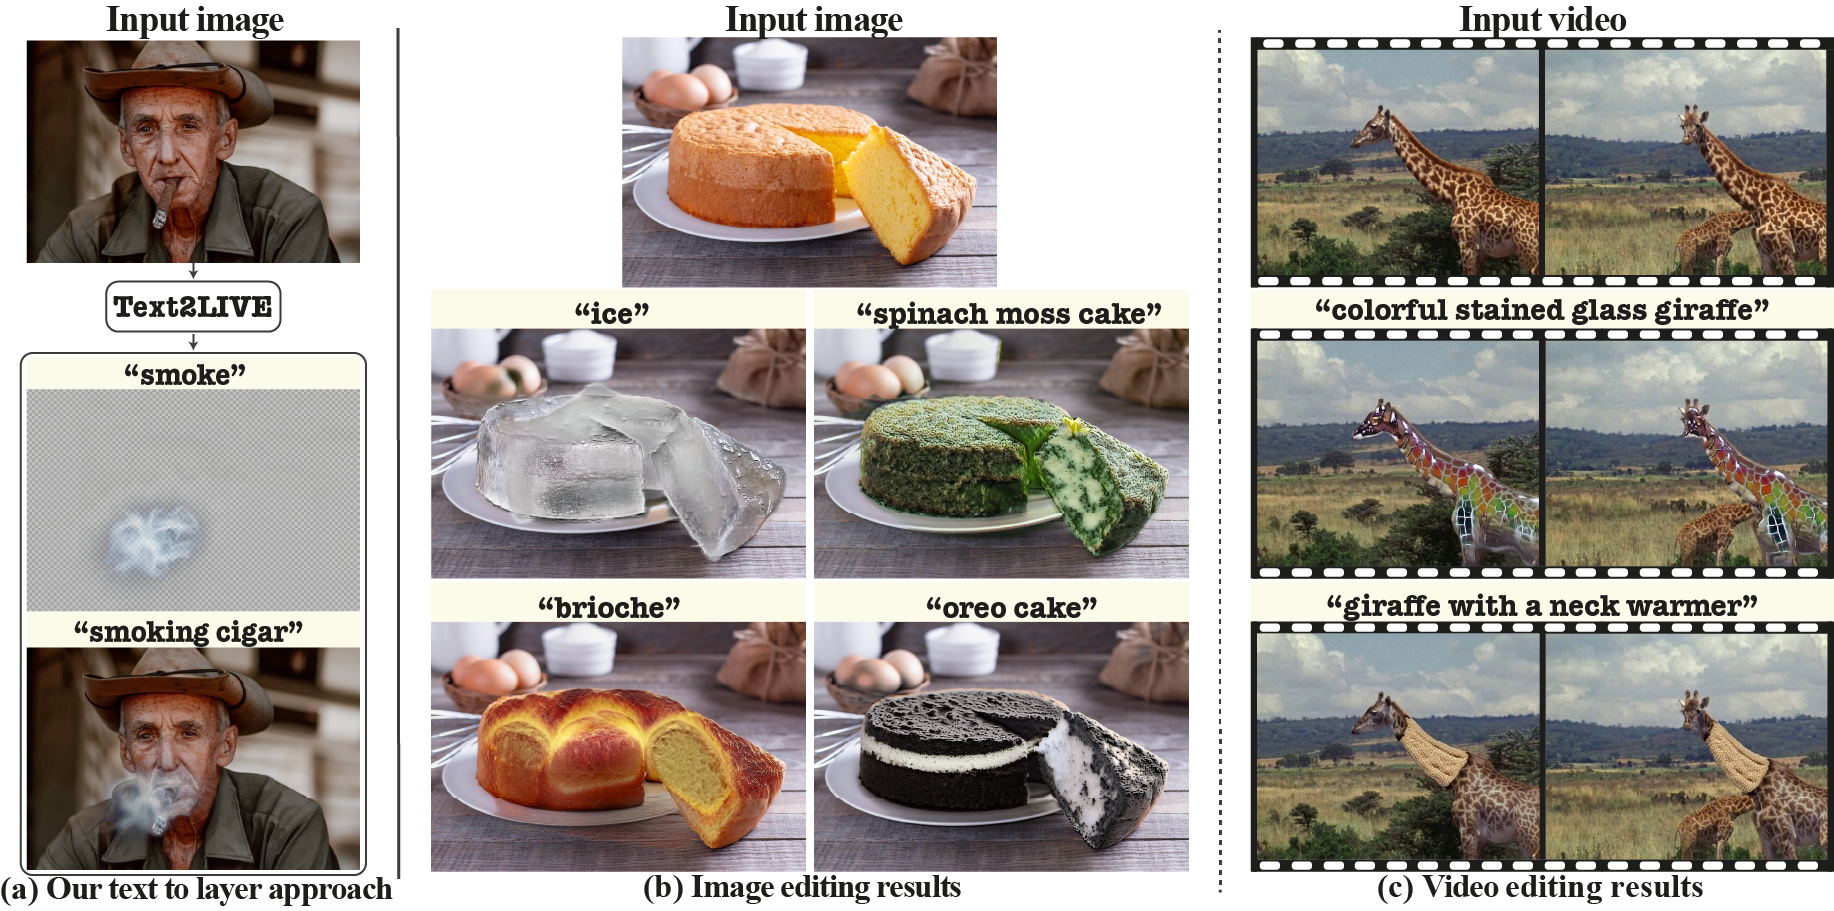 Input image
Text2LIVE
“smoke”
“smoking cigar”
(a) Our text to layer approach
Input image
“ice”
“spinach moss cake”
“brioche”
“oreo cake”
(b) Image editing results
Input video
“colorful stained glass giraffe”
“giraffe with a neck warmer”
(c) Video editing results